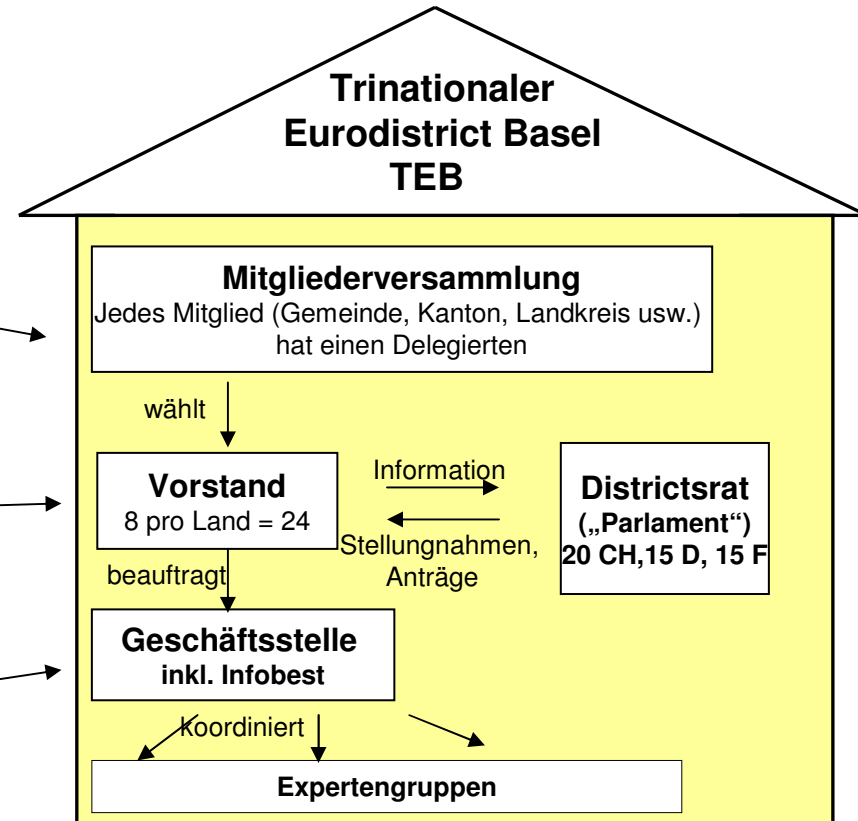 Trinationaler
Eurodistrict Basel
TEB
Mitgliederversammlung
Jedes Mitglied (Gemeinde, Kanton, Landkreis usw.)
hat einen Delegierten
wählt
Vorstand
8 pro Land = 24
Information
Stellungnahmen,
Anträge
Districtsrat
(„Parlament“)
20 CH,15 D, 15 F
beauftragt
Geschäftsstelle
inkl. Infobest
koordiniert
Expertengruppen